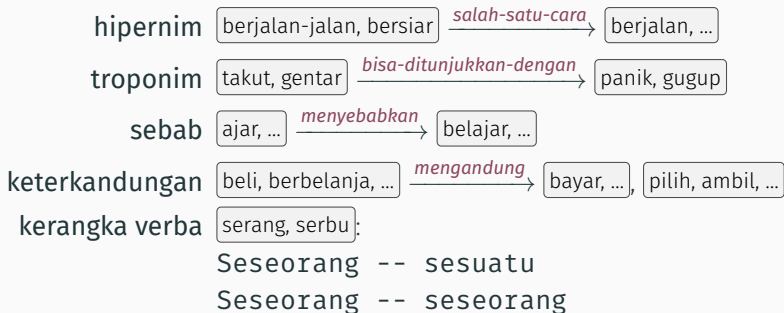 hipernim berjalan-jalan, bersiar salah-satu-cara berjalan, ...
troponim takut, gentar bisa-ditunjukkan-dengan panik, gugup
sebab ajar, ... menyebabkan belajar, ...
keterkandungan beli, berbelanja, ... mengandung bayar, ..., pilih, ambil, ...
kerangka verba serang, serbu:
Seseorang -- sesuatu
Seseorang -- seseorang